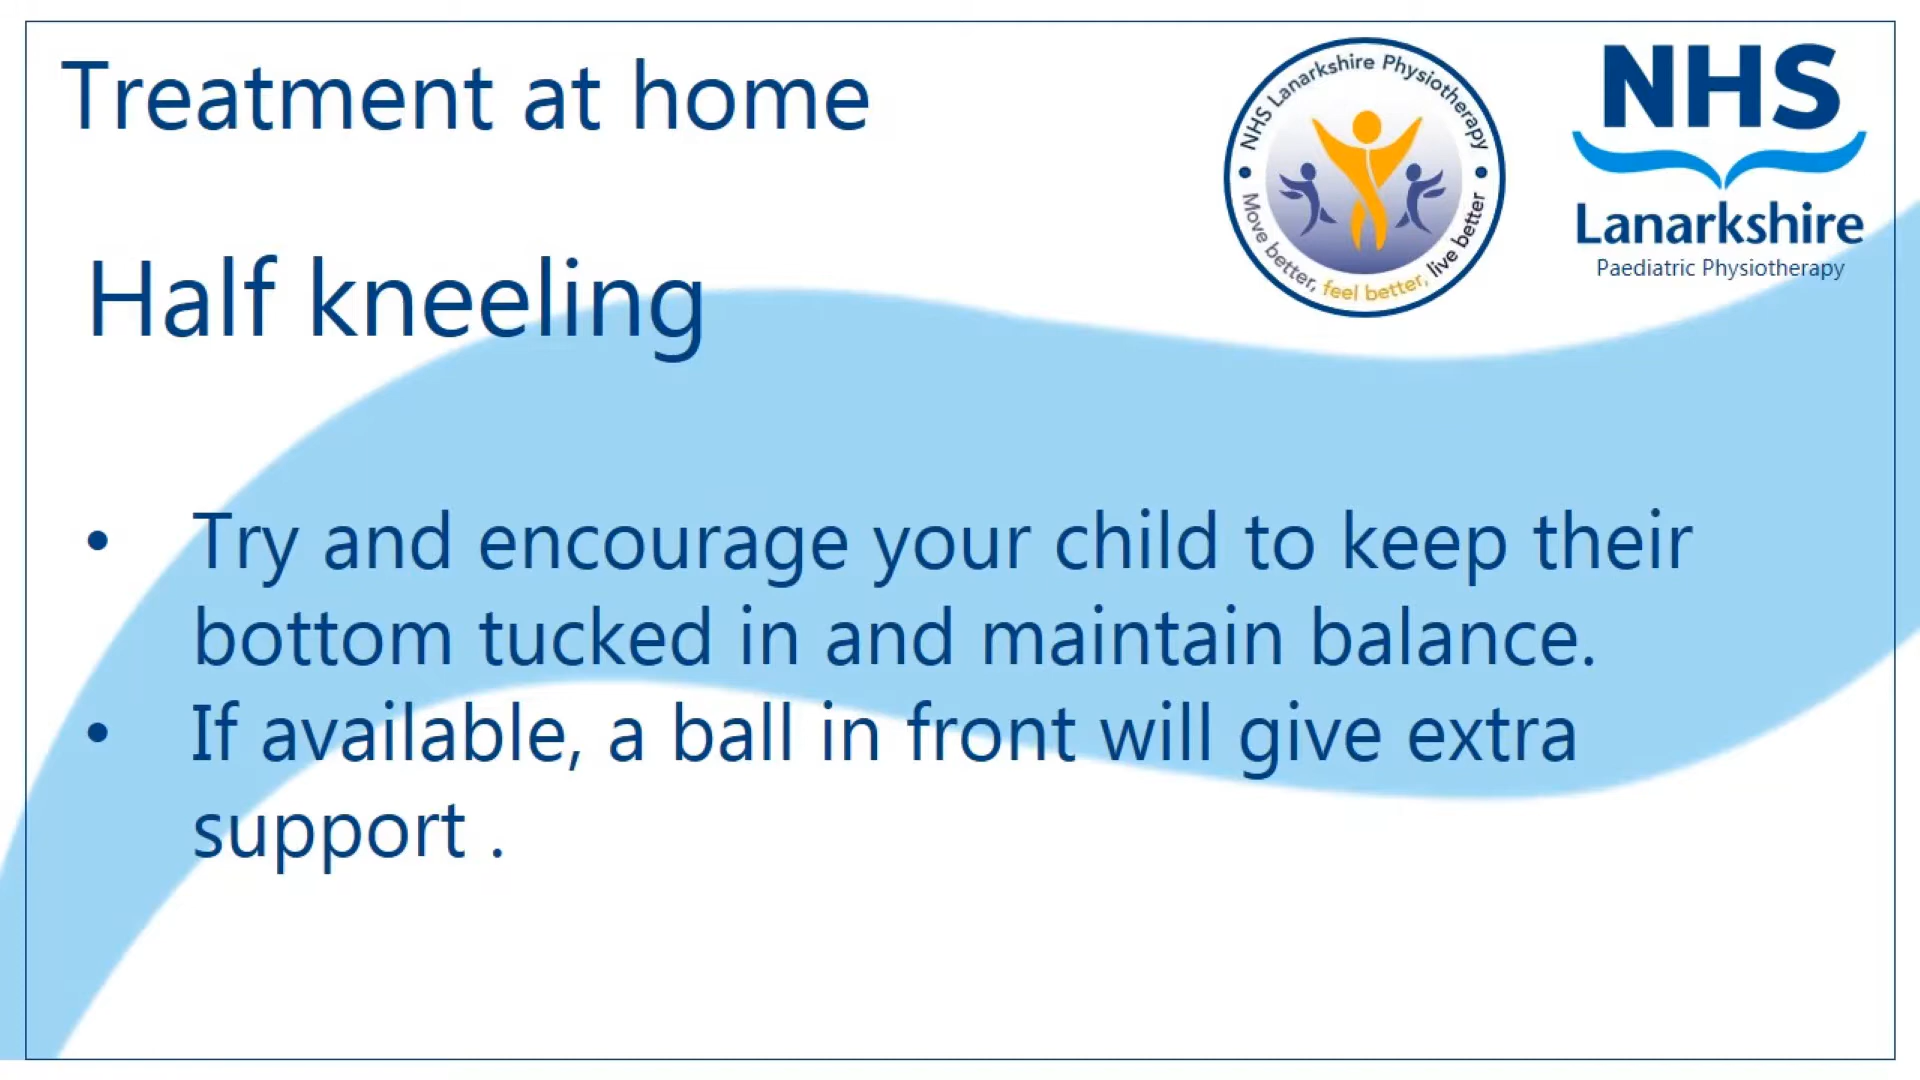 Treatment at home
NHS Lanarkshire Physiotherapy
Move better, feel better, live better
NHS
Lanarkshire
Paediatric Physiotherapy
Half kneeling
• Try and encourage your child to keep their
bottom tucked in and maintain balance.
• If available, a ball in front will give extra
support .